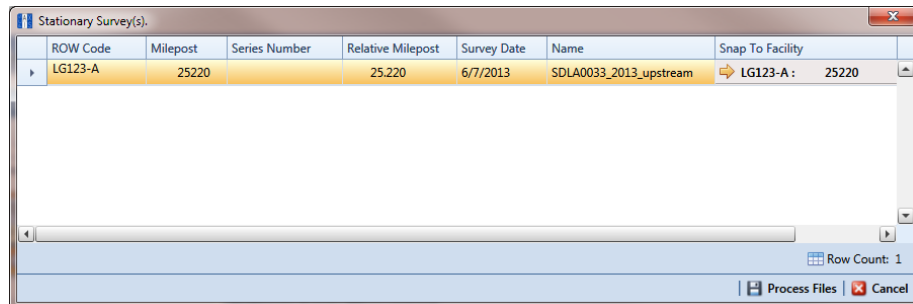 Stationary Survey(s).
ROW Code Milepost Series Number Relative Milepost Survey Date Name Snap To Facility
LG123-A 25220 25.220 6/7/2013 SDLA0033_2013_upstream LG123-A : 25220
Row Count: 1
Process Files Cancel